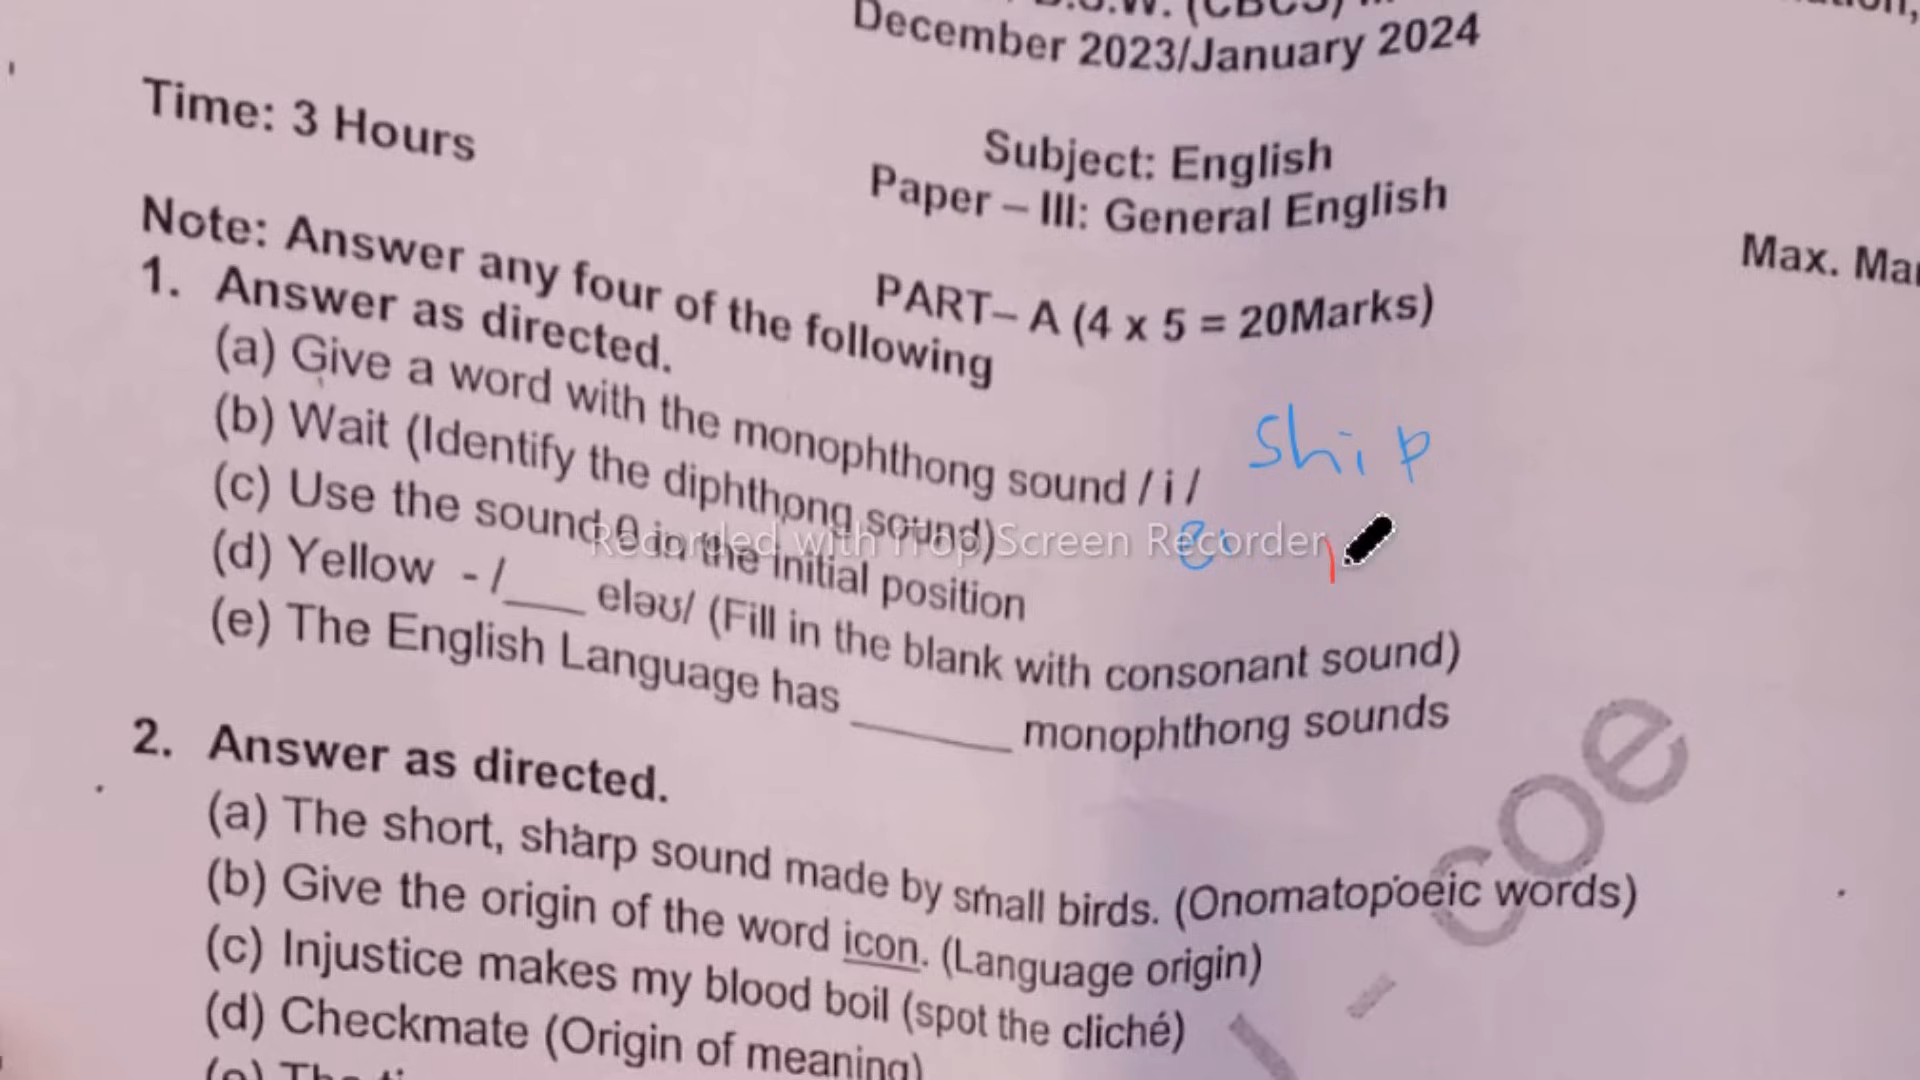 (CBCS)
December 2023/January 2024
Time: 3 Hours
Subject: English
Paper – III: General English
Max.
PART– A (4 x 5 = 20Marks)
Note: Answer any four of the following
1. Answer as directed.
(a) Give a word with the monophthong sound / i /
ship
(b) Wait (Identify the diphthong sound)
ei
(c) Use the sound θ in the initial position
Recorded with iTop Screen Recorder
(d) Yellow - /___ eləʊ/ (Fill in the blank with consonant sound)
(e) The English Language has ______ monophthong sounds
2. Answer as directed.
(a) The short, sharp sound made by small birds. (Onomatopoeic words)
(b) Give the origin of the word icon. (Language origin)
(c) Injustice makes my blood boil (spot the cliché)
(d) Checkmate (Origin of meaning)
- COE